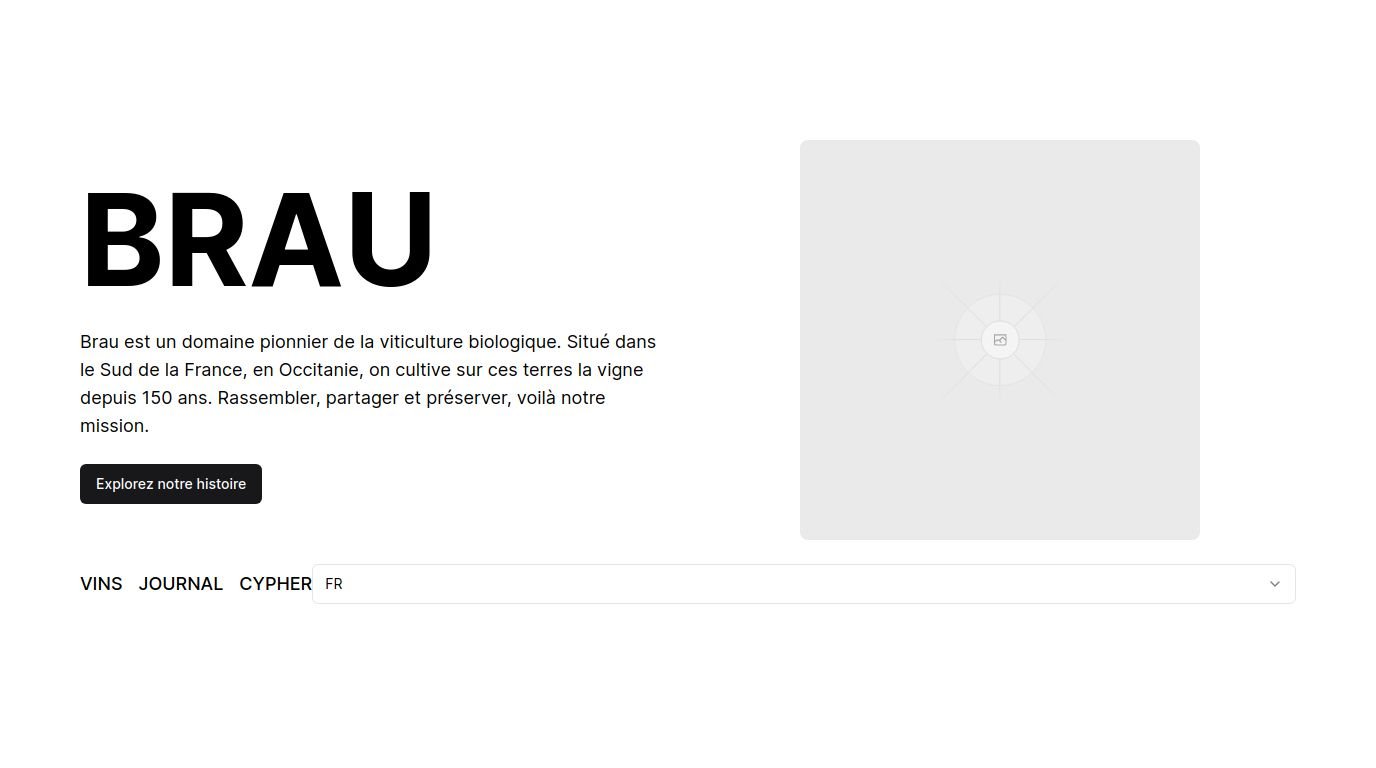 BRAU
Brau est un domaine pionnier de la viticulture biologique. Situé dans
le Sud de la France, en Occitanie, on cultive sur ces terres la vigne
depuis 150 ans. Rassembler, partager et préserver, voilà notre
mission.
Explorez notre histoire
VINS JOURNAL CYPHER FR